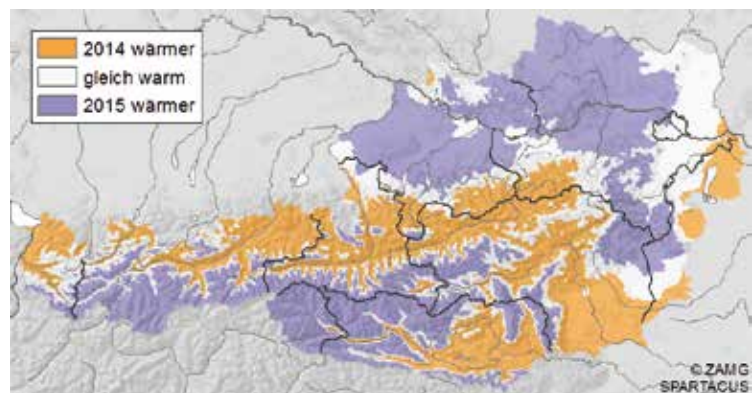 2014 wärmer
gleich warm
2015 wärmer
© ZAMG
SPARTACUS